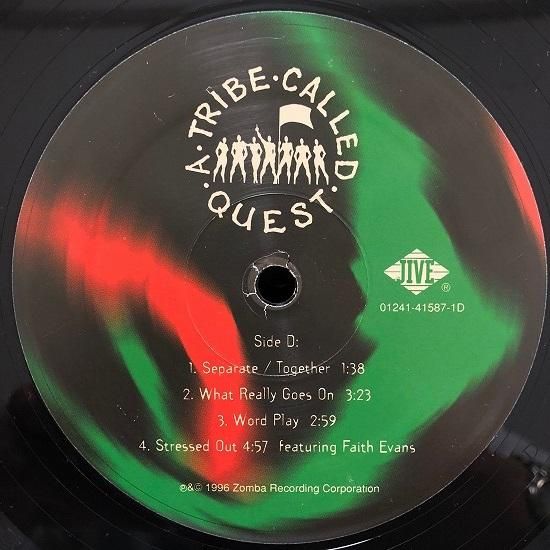 A · TRIBE · CALLED · QUEST ·
JIVE
®
01241-41587-1D
Side D:
1. Separate / Together 1:38
2. What Really Goes On 3:23
3. Word Play 2:59
4. Stressed Out 4:57 featuring Faith Evans
℗&© 1996 Zomba Recording Corporation